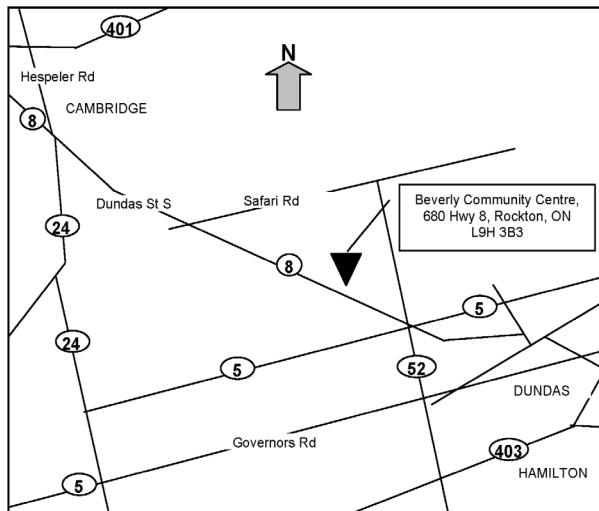 401
N
Hespeler Rd
CAMBRIDGE
8
Dundas St S
Safari Rd
Beverly Community Centre,
680 Hwy 8, Rockton, ON
L9H 3B3
24
8
5
24
5
52
DUNDAS
Governors Rd
403
HAMILTON
5